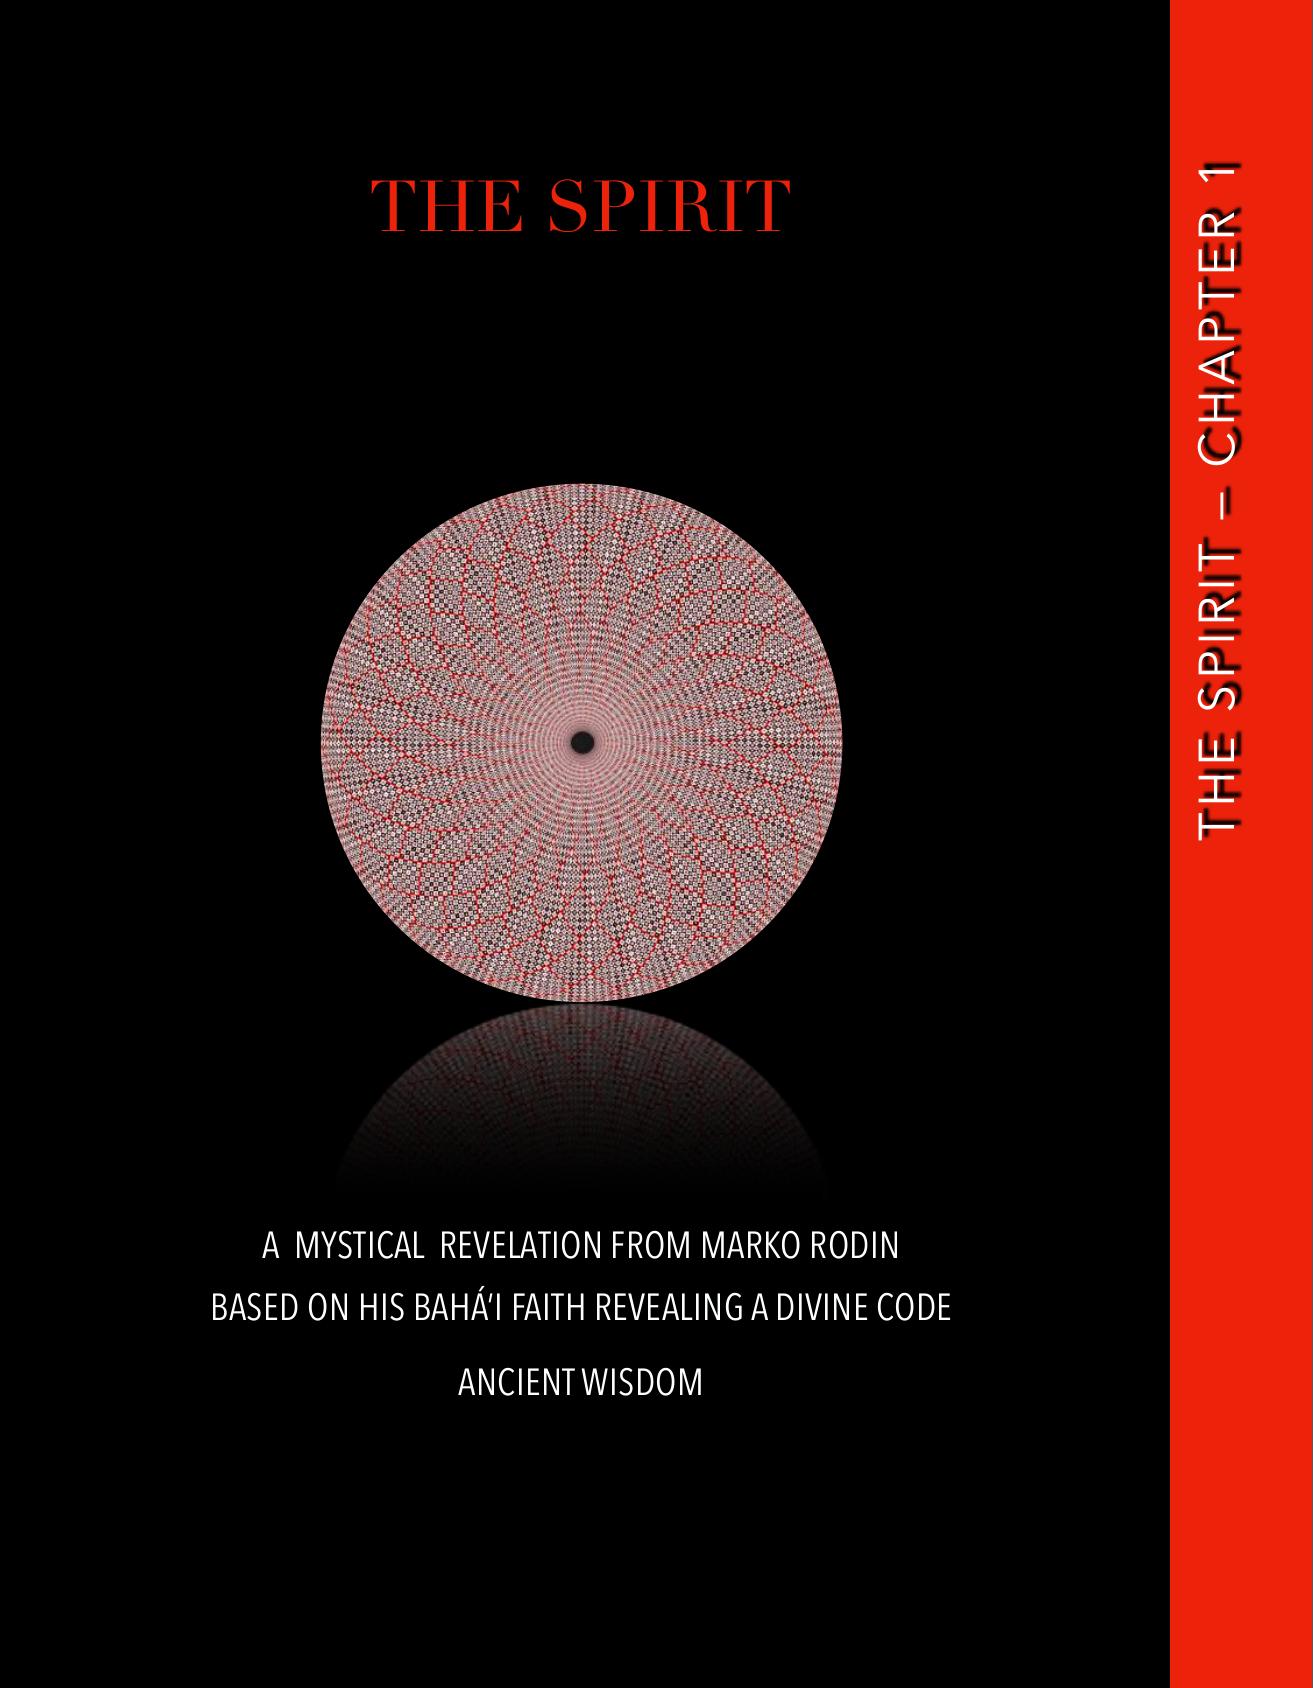 THE SPIRIT
A MYSTICAL REVELATION FROM MARKO RODIN
BASED ON HIS BAHÁ’I FAITH REVEALING A DIVINE CODE
ANCIENT WISDOM
THE SPIRIT – CHAPTER 1